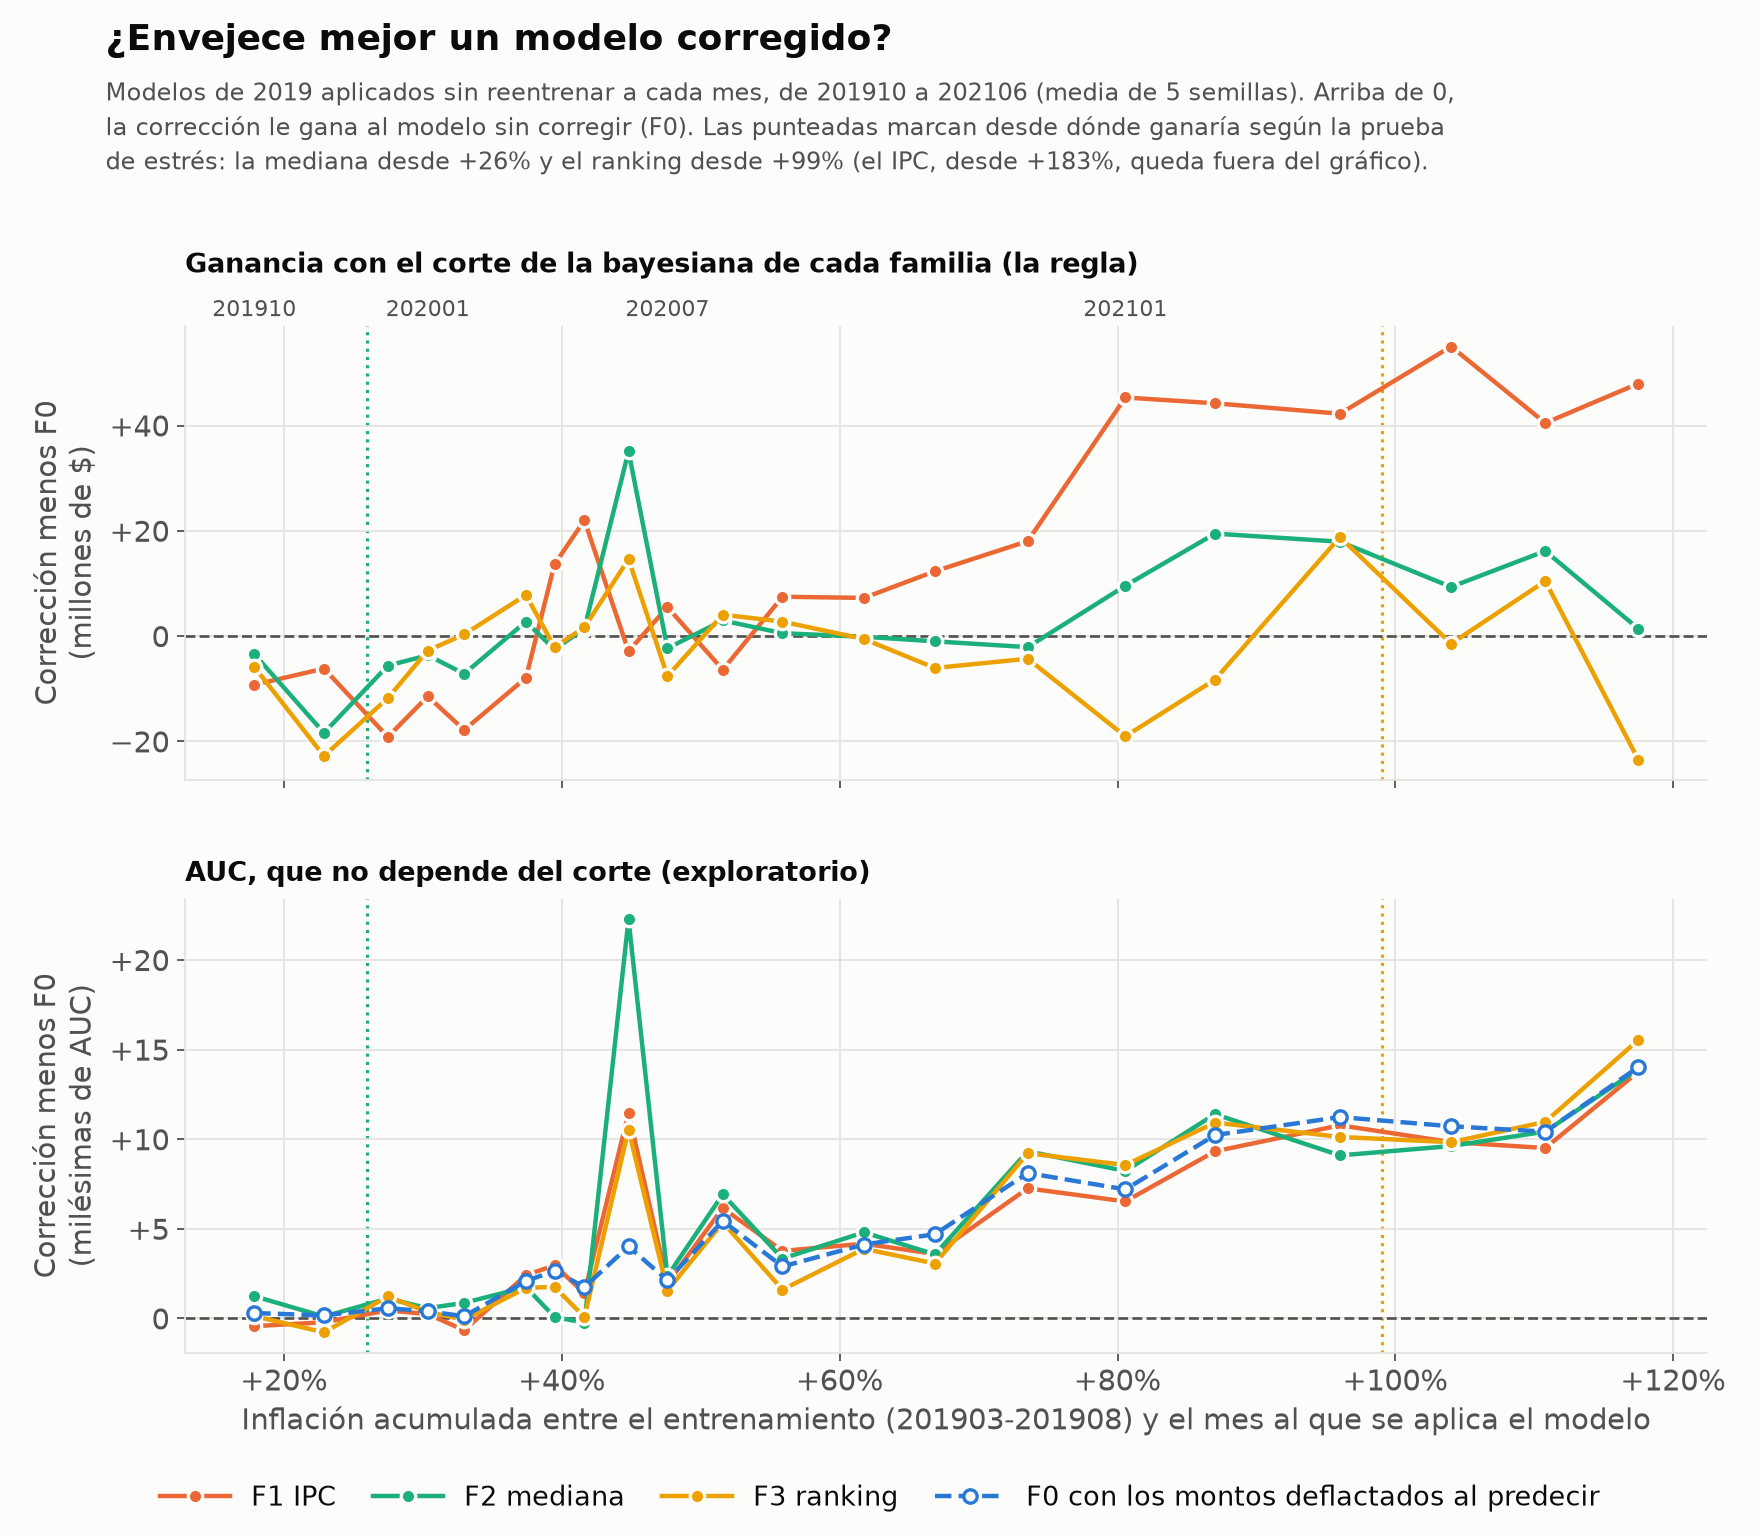 ¿Envejece mejor un modelo corregido?
Modelos de 2019 aplicados sin reentrenar a cada mes, de 201910 a 202106 (media de 5 semillas). Arriba de 0,
la corrección le gana al modelo sin corregir (F0). Las punteadas marcan desde dónde ganaría según la prueba
de estrés: la mediana desde +26% y el ranking desde +99% (el IPC, desde +183%, queda fuera del gráfico).
Ganancia con el corte de la bayesiana de cada familia (la regla)
201910 202001 202007 202101
Corrección menos F0
(millones de $)
+40
+20
0
−20
AUC, que no depende del corte (exploratorio)
Corrección menos F0
(milésimas de AUC)
+20
+15
+10
+5
0
+20% +40% +60% +80% +100% +120%
Inflación acumulada entre el entrenamiento (201903-201908) y el mes al que se aplica el modelo
F1 IPC F2 mediana F3 ranking F0 con los montos deflactados al predecir